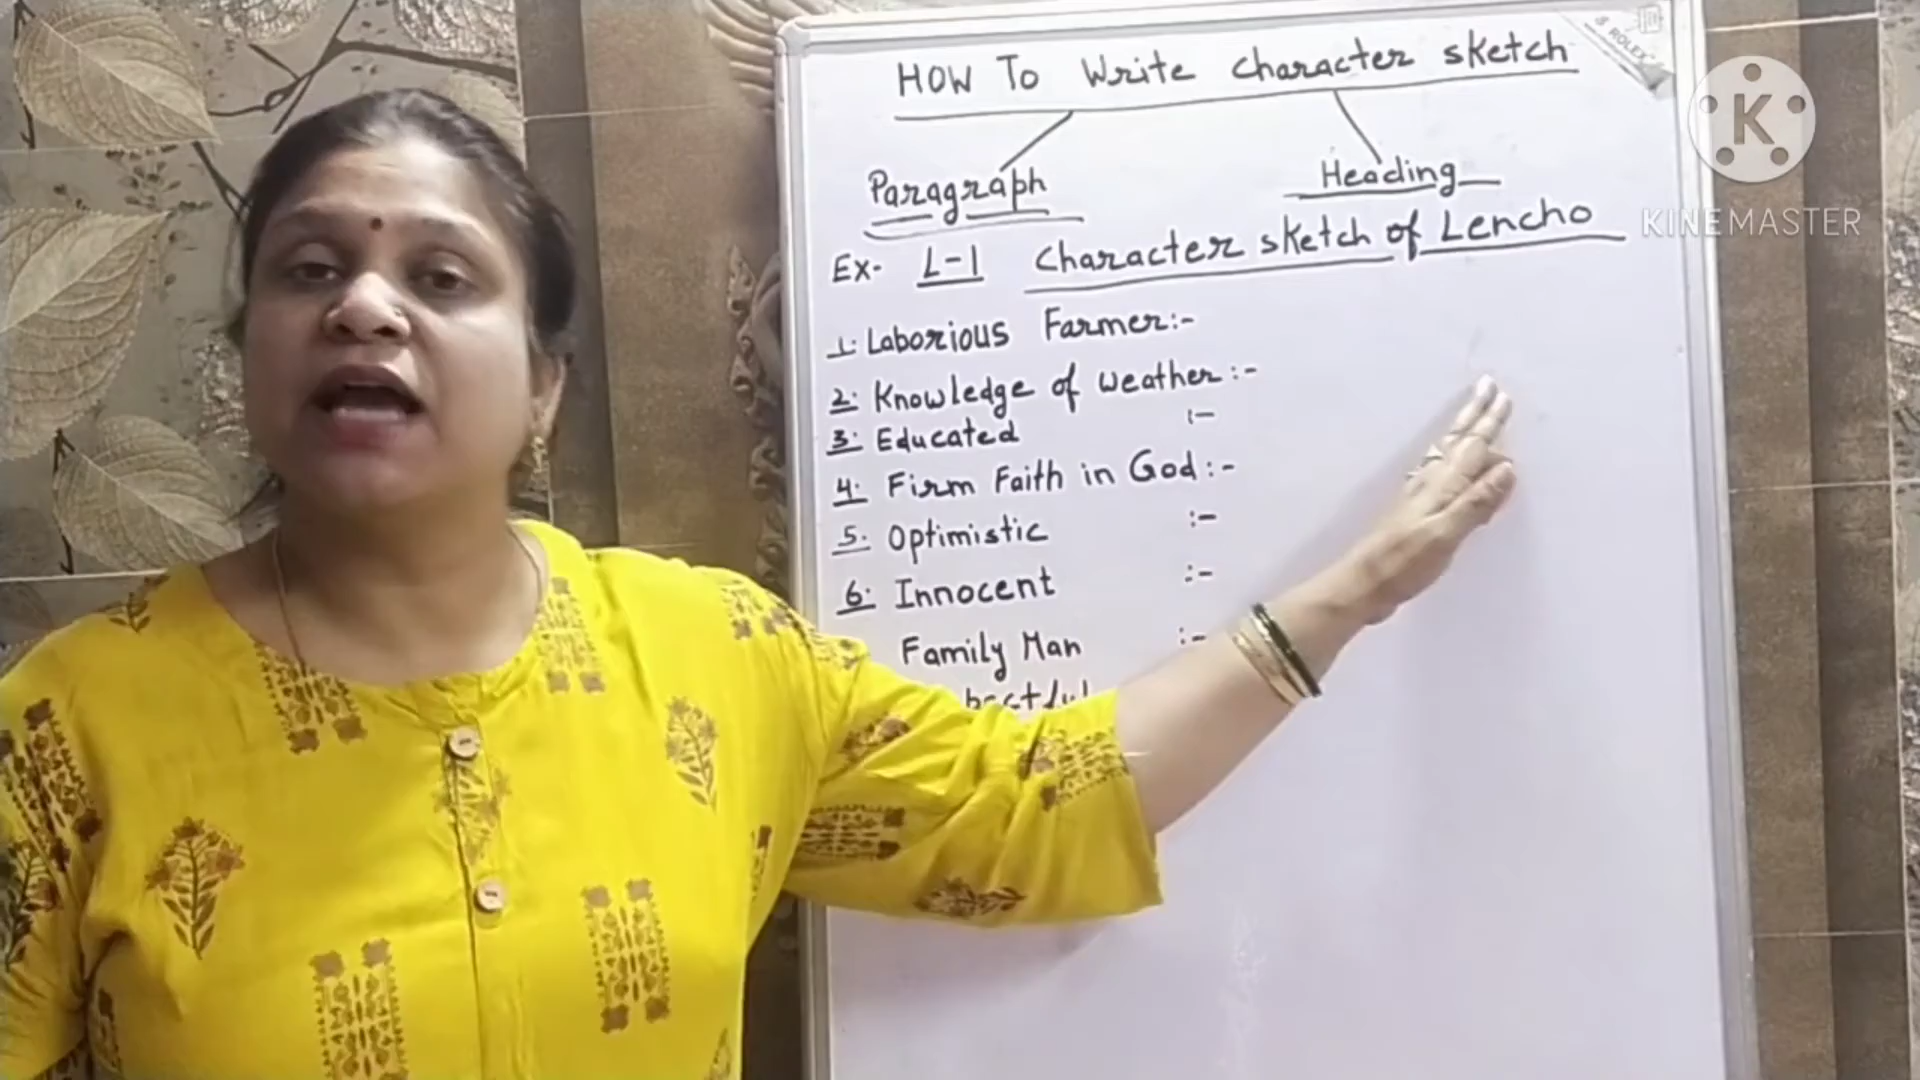 HOW To Write character sketch
Paragraph Heading
Ex- L-1 Character sketch of Lencho
1. Laborious Farmer:-
2. Knowledge of weather:-
3. Educated :-
4. Firm Faith in God:-
5. Optimistic :-
6. Innocent :-
Family Man :-
ROLEX
K
KINEMASTER